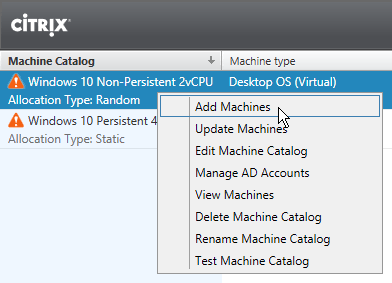 CITRIX
Machine Catalog Machine type
Windows 10 Non-Persistent 2vCPU Desktop OS (Virtual)
Allocation Type: Random
Windows 10 Persistent 4
Allocation Type: Static
Add Machines
Update Machines
Edit Machine Catalog
Manage AD Accounts
View Machines
Delete Machine Catalog
Rename Machine Catalog
Test Machine Catalog